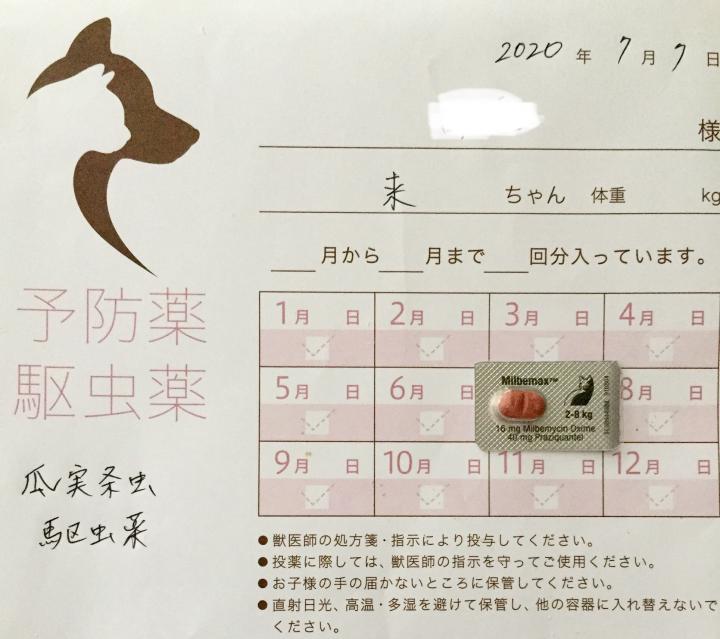 2020年 7月 7日
様
来 ちゃん 体重 kg
月から 月まで 回分入っています。
予防薬
駆虫薬
瓜実条虫
駆虫薬
1月 日 2月 日 3月 日 4月 日
5月 日 6月 日 8月 日
9月 日 10月 日 11月 日 12月 日
Milbemax™
2-8 kg
16 mg Milbemycin Oxime
40 mg Praziquantel
●獣医師の処方箋・指示により投与してください。
●投薬に際しては、獣医師の指示を守ってご使用ください。
●お子様の手の届かないところに保管してください。
●直射日光、高温・多湿を避けて保管し、他の容器に入れ替えないで
ください。